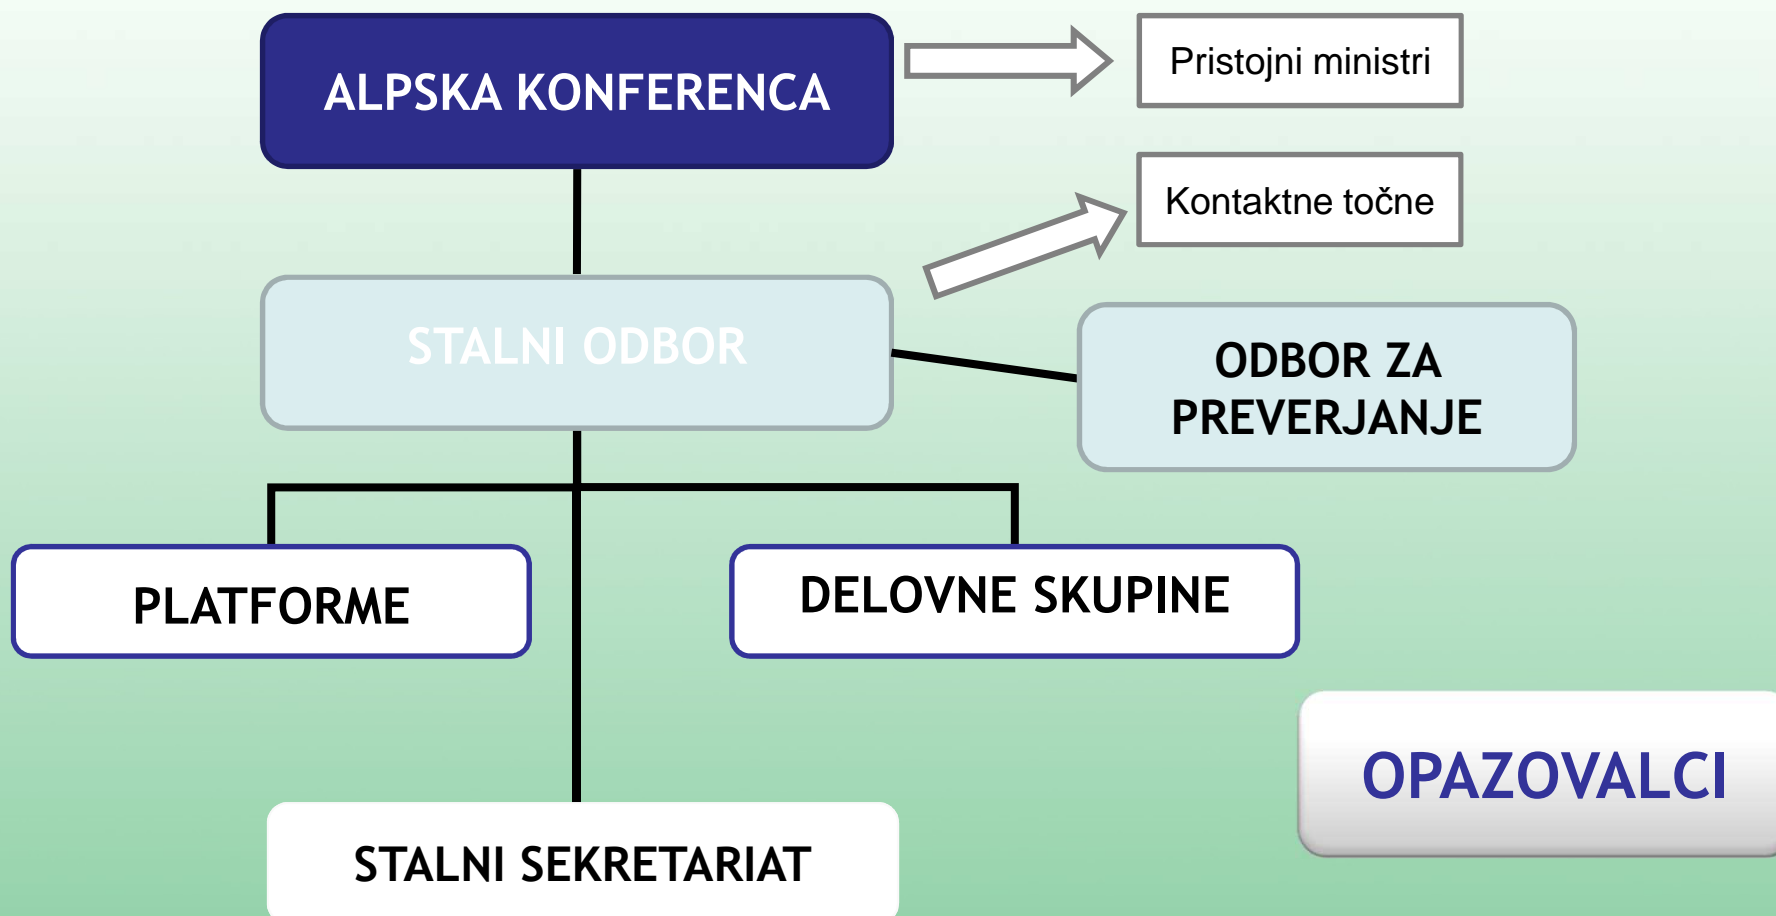 ALPSKA KONFERENCA
Pristojni ministri
Kontaktne točne
STALNI ODBOR
ODBOR ZA
PREVERJANJE
PLATFORME
DELOVNE SKUPINE
OPAZOVALCI
STALNI SEKRETARIAT